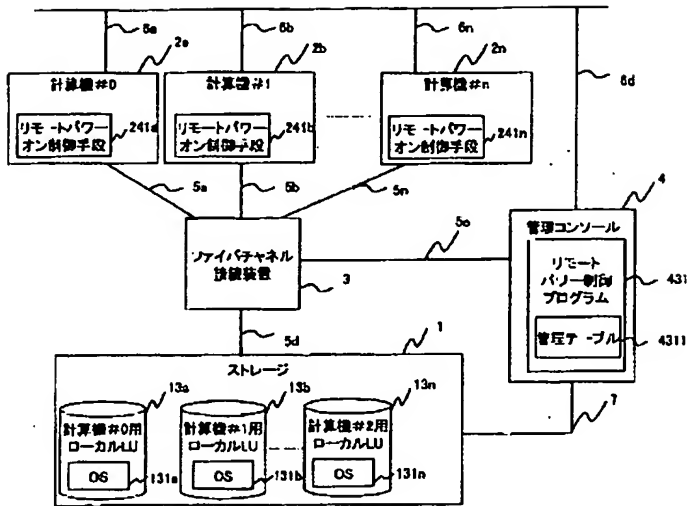 6a
6b
6n
2a
2b
2n
6d
計算機#0
計算機#1
計算機#n
リモートパワー
オン制御手段
241a
リモートパワー
オン制御手段
241b
リモートパワー
オン制御手段
241n
5a
5b
5n
4
ファイバチャネル
接続装置
3
5o
管理コンソール
リモート
パワー制御
プログラム
431
管理テーブル
4311
5d
1
7
ストレージ
13a
13b
13n
計算機#0用
ローカルLU
計算機#1用
ローカルLU
計算機#2用
ローカルLU
OS
131a
OS
131b
OS
131n